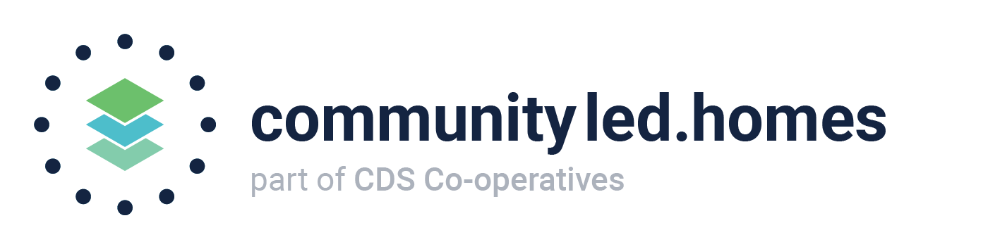 community led.homes
part of CDS Co-operatives